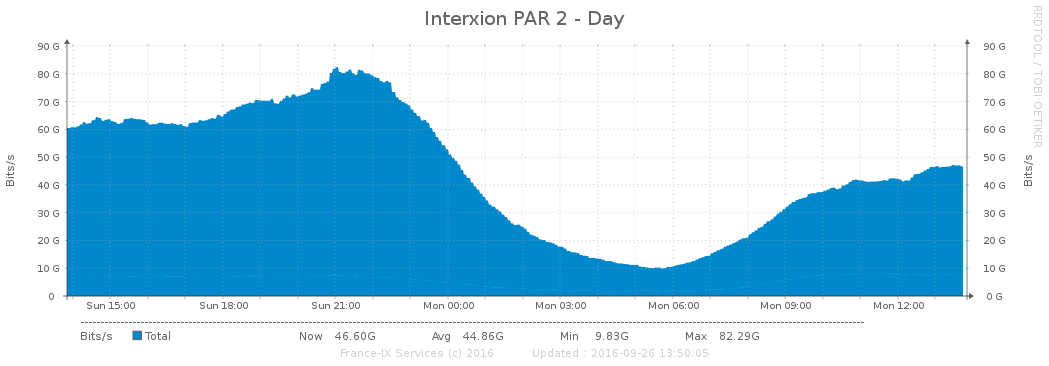 Interxion PAR 2 - Day
RRDTOOL / TOBI OETIKER
Bits/s
90 G
80 G
70 G
60 G
50 G
40 G
30 G
20 G
10 G
0
90 G
80 G
70 G
60 G
50 G
40 G
30 G
20 G
10 G
0 G
Bits/s
Sun 15:00 Sun 18:00 Sun 21:00 Mon 00:00 Mon 03:00 Mon 06:00 Mon 09:00 Mon 12:00
Bits/s Total Now 46.60G Avg 44.86G Min 9.83G Max 82.29G
France-IX Services (c) 2016 Updated : 2016-09-26 13:50:05